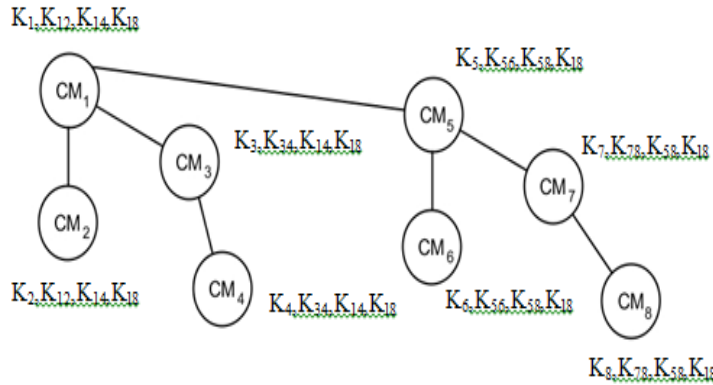 K₁,K₁₂,K₁₄,K₁₈
K₅,K₅₆,K₅₈,K₁₈
CM₁
CM₅
K₃,K₃₄,K₁₄,K₁₈
K₇,K₇₈,K₅₈,K₁₈
CM₃
CM₇
CM₂
CM₆
K₂,K₁₂,K₁₄,K₁₈
CM₄
K₄,K₃₄,K₁₄,K₁₈
K₆,K₅₆,K₅₈,K₁₈
CM₈
K₈,K₇₈,K₅₈,K₁₈